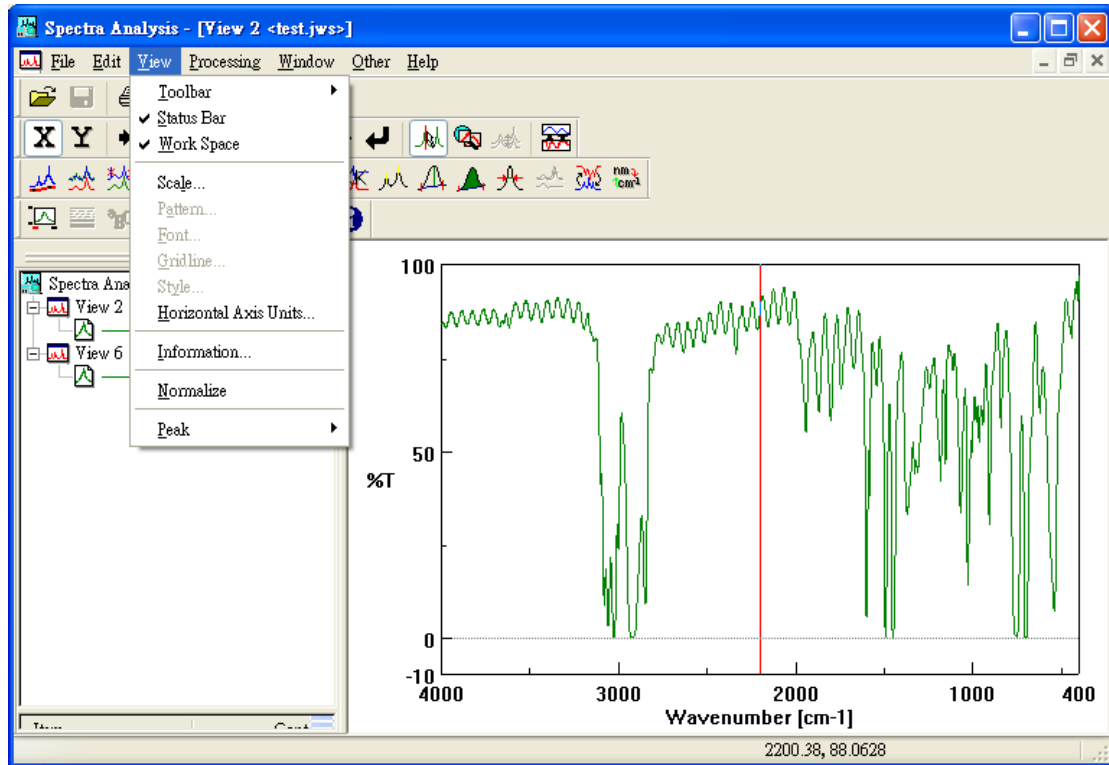 Spectra Analysis - [View 2 <test.jws>]
File Edit View Processing Window Other Help
Toolbar
Status Bar
Work Space
Scale...
Pattern...
Font...
Gridline...
Style...
Horizontal Axis Units...
Information...
Normalize
Peak
X Y
nm
cm-1
Spectra Ana
View 2
View 6
100
50
%T
0
-10
4000 3000 2000 1000 400
Wavenumber [cm-1]
2200.38, 88.0628